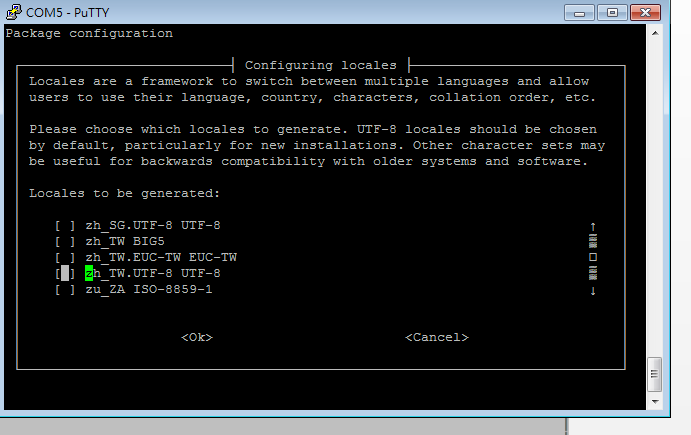 COM5 - PuTTY
Package configuration
Configuring locales
Locales are a framework to switch between multiple languages and allow
users to use their language, country, characters, collation order, etc.
Please choose which locales to generate. UTF-8 locales should be chosen
by default, particularly for new installations. Other character sets may
be useful for backwards compatibility with older systems and software.
Locales to be generated:
[ ] zh_SG.UTF-8 UTF-8
[ ] zh_TW BIG5
[ ] zh_TW.EUC-TW EUC-TW
[ ] zh_TW.UTF-8 UTF-8
[ ] zu_ZA ISO-8859-1
<Ok> <Cancel>